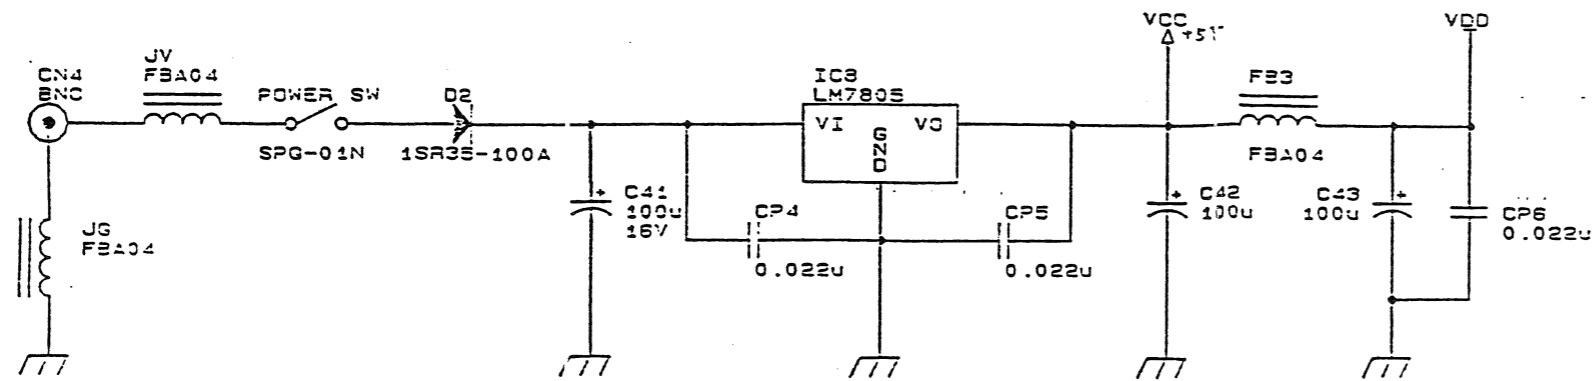 CN4
BNC
JV
FBA04
POWER SW
SPG-01N
D2
1SR35-100A
JG
FBA04
C41
100u
16V
IC8
LM7805
VI
VO
GND
CP4
0.022u
CP5
0.022u
VCC
+5V
C42
100u
FB3
FBA04
C43
100u
VDD
CP6
0.022u